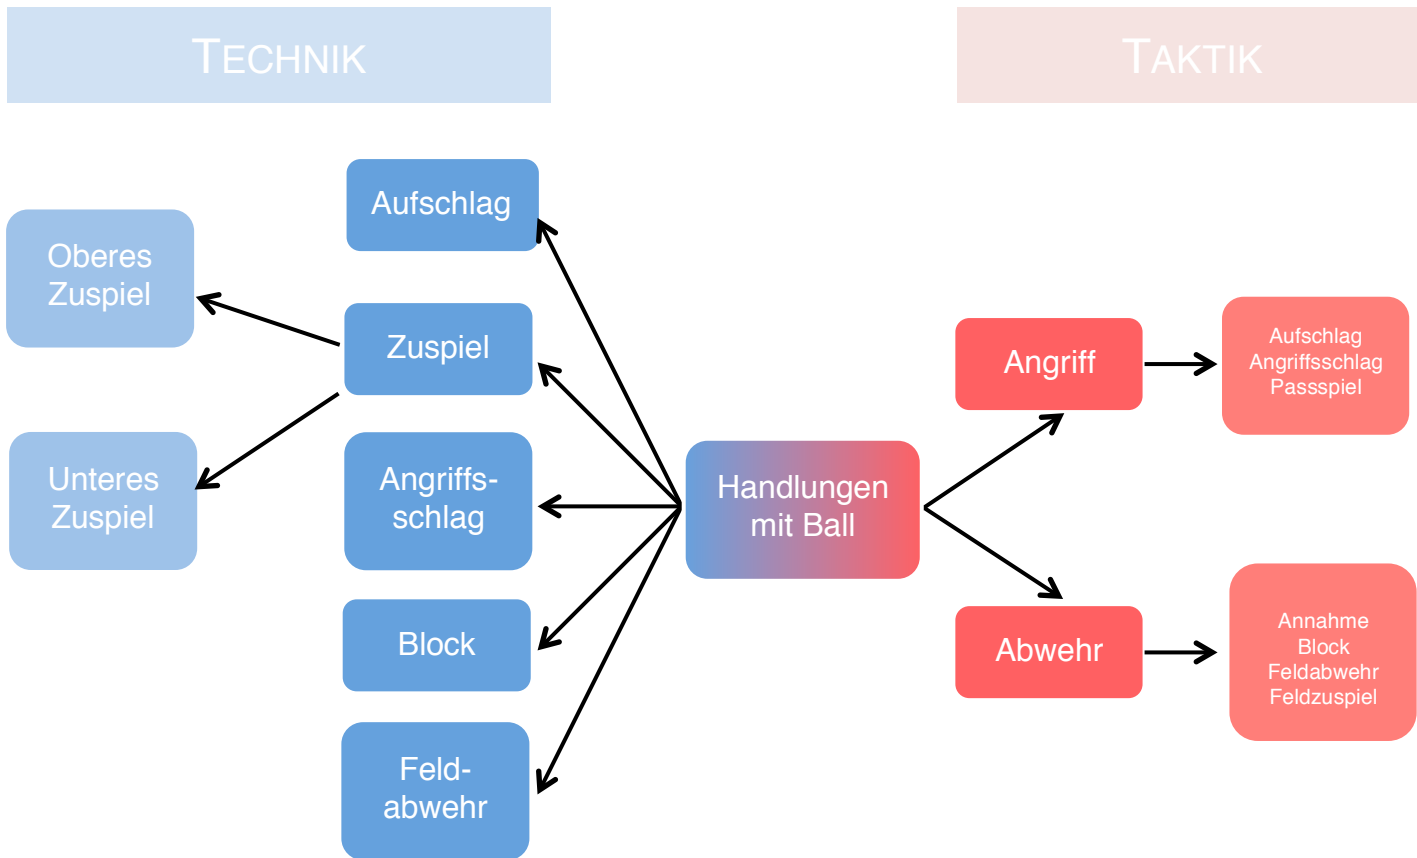 TECHNIK
TAKTIK
Aufschlag
Oberes
Zuspiel
Zuspiel
Unteres
Zuspiel
Angriffs-
schlag
Block
Feld-
abwehr
Handlungen
mit Ball
Angriff
Aufschlag
Angriffsschlag
Passspiel
Abwehr
Annahme
Block
Feldabwehr
Feldzuspiel